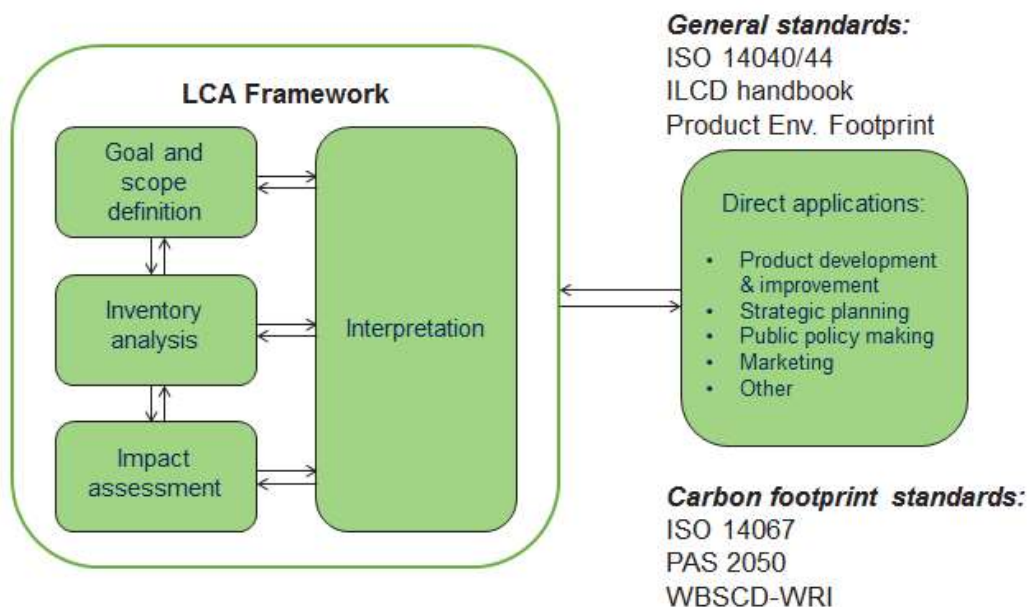 LCA Framework
Goal and
scope
definition
Inventory
analysis
Impact
assessment
Interpretation
General standards:
ISO 14040/44
ILCD handbook
Product Env. Footprint
Direct applications:
• Product development
& improvement
• Strategic planning
• Public policy making
• Marketing
• Other
Carbon footprint standards:
ISO 14067
PAS 2050
WBSCD-WRI